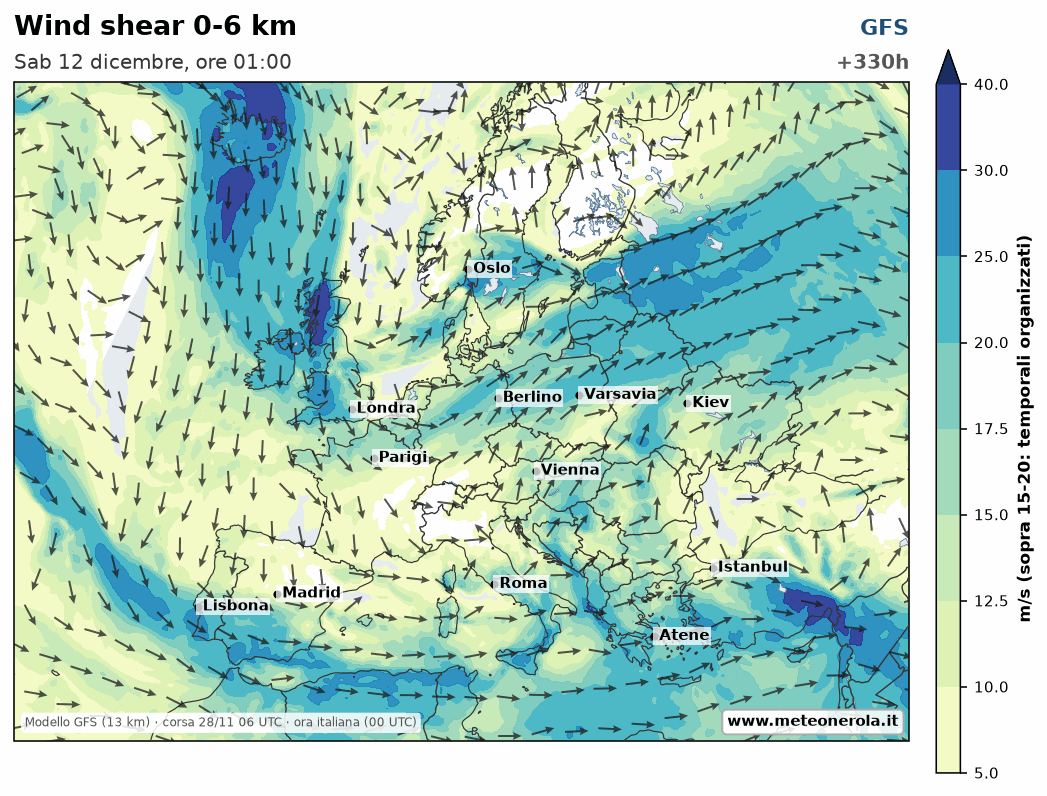 Wind shear 0-6 km
GFS
Sab 12 dicembre, ore 01:00
+330h
40.0
30.0
25.0
20.0
17.5
15.0
12.5
10.0
5.0
m/s (sopra 15-20: temporali organizzati)
Oslo
Londra
Berlino
Varsavia
Kiev
Parigi
Vienna
Istanbul
Roma
Madrid
Lisbona
Atene
Modello GFS (13 km) · corsa 28/11 06 UTC · ora italiana (00 UTC)
www.meteonerola.it